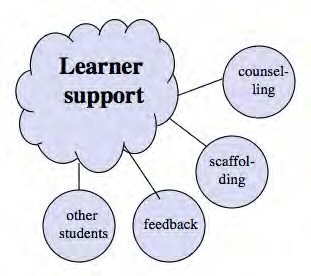 Learner
support
counsel-
ling
scaffol-
ding
other
students
feedback